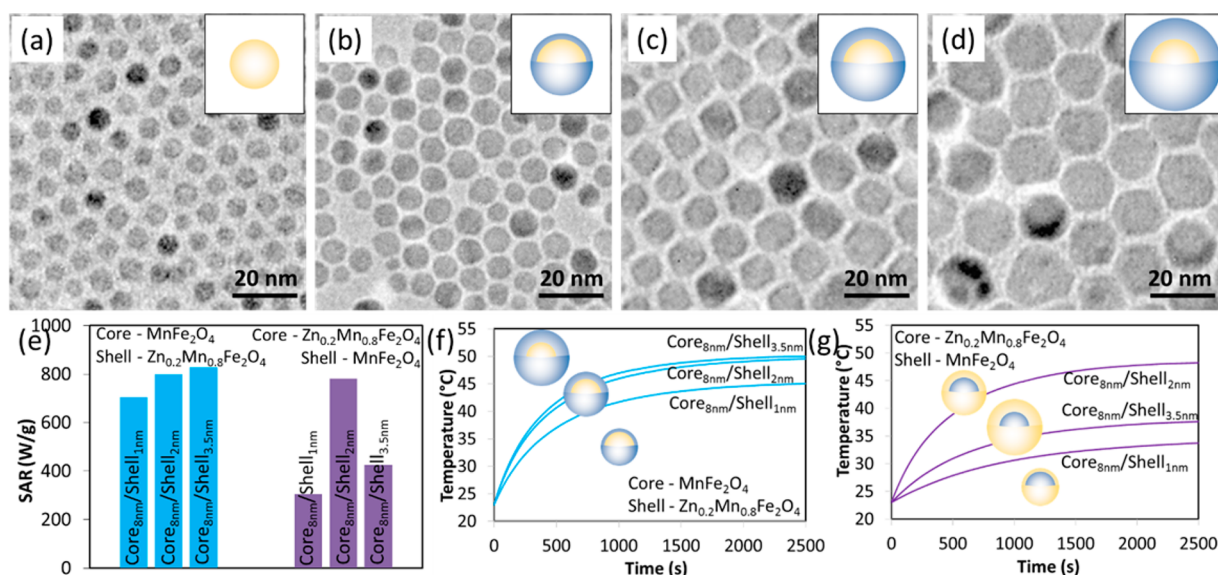 (a)
20 nm
(b)
20 nm
(c)
20 nm
(d)
20 nm
(e)
SAR (W/g)
1000
800
600
400
200
0
Core - MnFe₂O₄
Shell - Zn₀.₂Mn₀.₈Fe₂O₄
Core - Zn₀.₂Mn₀.₈Fe₂O₄
Shell - MnFe₂O₄
Core₈ₙₘ/Shell₁ₙₘ
Core₈ₙₘ/Shell₂ₙₘ
Core₈ₙₘ/Shell₃.₅ₙₘ
Core₈ₙₘ/Shell₁ₙₘ
Core₈ₙₘ/Shell₂ₙₘ
Core₈ₙₘ/Shell₃.₅ₙₘ
(f)
Temperature (°C)
55
50
45
40
35
30
25
20
Core₈ₙₘ/Shell₃.₅ₙₘ
Core₈ₙₘ/Shell₂ₙₘ
Core₈ₙₘ/Shell₁ₙₘ
Core - MnFe₂O₄
Shell - Zn₀.₂Mn₀.₈Fe₂O₄
0 500 1000 1500 2000 2500
Time (s)
(g)
Temperature (°C)
55
50
45
40
35
30
25
20
Core - Zn₀.₂Mn₀.₈Fe₂O₄
Shell - MnFe₂O₄
Core₈ₙₘ/Shell₂ₙₘ
Core₈ₙₘ/Shell₃.₅ₙₘ
Core₈ₙₘ/Shell₁ₙₘ
0 500 1000 1500 2000 2500
Time (s)